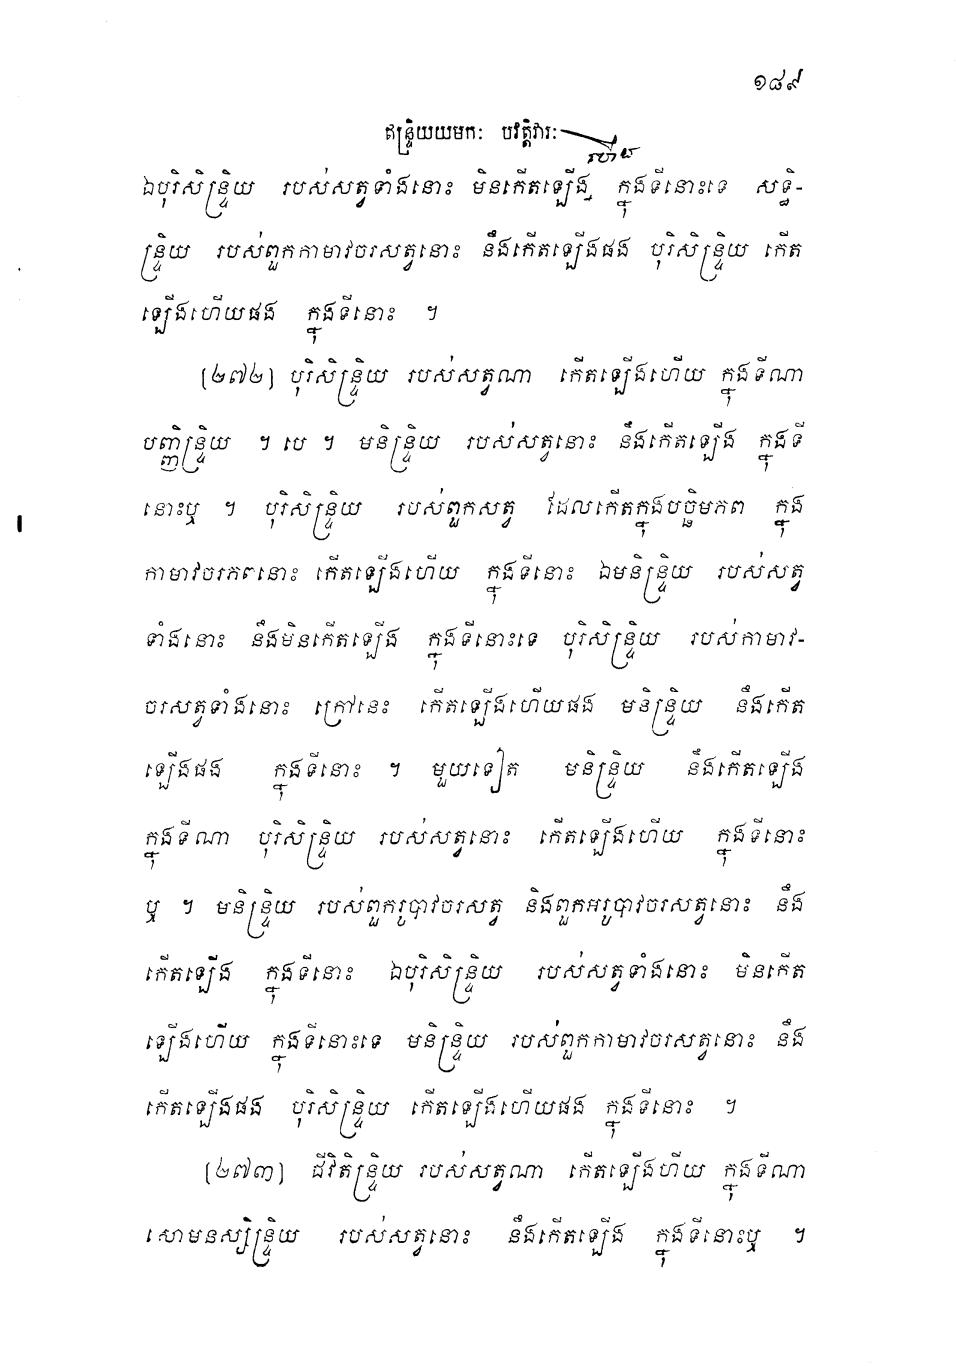 ១៨៩
ឥន្ទ្រិយយមកៈ បវត្តិវារៈ
ហើយ
ឯបុរិសិន្ទ្រិយ របស់សត្វទាំងនោះ មិនកើតឡើង ក្នុងទីនោះទេ សទ្ធិ-
ន្ទ្រិយ របស់ពួកកាមាវចរសត្វនោះ នឹងកើតឡើងផង បុរិសិន្ទ្រិយ កើត
ឡើងហើយផង ក្នុងទីនោះ ។
(២៧២) បុរិសិន្ទ្រិយ របស់សត្វណា កើតឡើងហើយ ក្នុងទីណា
បញ្ញិន្ទ្រិយ ។ បេ ។ មនិន្ទ្រិយ របស់សត្វនោះ នឹងកើតឡើង ក្នុងទី
នោះឬ ។ បុរិសិន្ទ្រិយ របស់ពួកសត្វ ដែលកើតក្នុងបច្ឆិមភព ក្នុង
កាមាវចរភពនោះ កើតឡើងហើយ ក្នុងទីនោះ ឯមនិន្ទ្រិយ របស់សត្វ
ទាំងនោះ នឹងមិនកើតឡើង ក្នុងទីនោះទេ បុរិសិន្ទ្រិយ របស់កាមាវ-
ចរសត្វទាំងនោះ ក្រៅនេះ កើតឡើងហើយផង មនិន្ទ្រិយ នឹងកើត
ឡើងផង ក្នុងទីនោះ ។ មួយទៀត មនិន្ទ្រិយ នឹងកើតឡើង
ក្នុងទីណា បុរិសិន្ទ្រិយ របស់សត្វនោះ កើតឡើងហើយ ក្នុងទីនោះ
ឬ ។ មនិន្ទ្រិយ របស់ពួករូបាវចរសត្វ និងពួកអរូបាវចរសត្វនោះ នឹង
កើតឡើង ក្នុងទីនោះ ឯបុរិសិន្ទ្រិយ របស់សត្វទាំងនោះ មិនកើត
ឡើងហើយ ក្នុងទីនោះទេ មនិន្ទ្រិយ របស់ពួកកាមាវចរសត្វនោះ នឹង
កើតឡើងផង បុរិសិន្ទ្រិយ កើតឡើងហើយផង ក្នុងទីនោះ ។
(២៧៣) ជីវិតិន្ទ្រិយ របស់សត្វណា កើតឡើងហើយ ក្នុងទីណា
សោមនស្សិន្ទ្រិយ របស់សត្វនោះ នឹងកើតឡើង ក្នុងទីនោះឬ ។